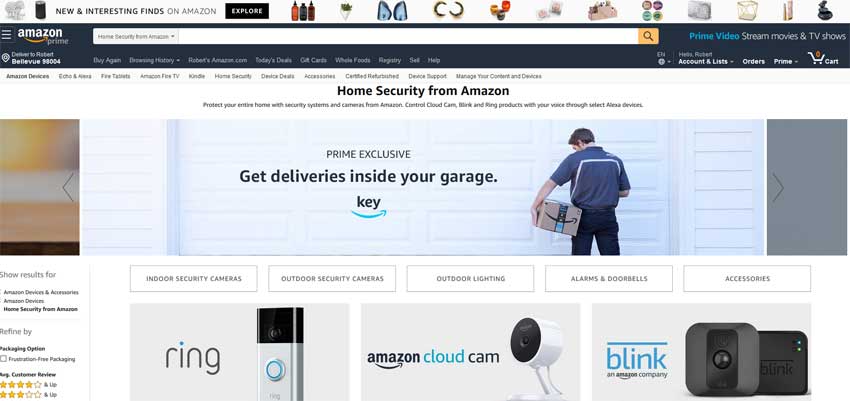 NEW & INTERESTING FINDS ON AMAZON EXPLORE
amazon prime
Home Security from Amazon
Prime Video Stream movies & TV shows
Deliver to Robert
Bellevue 98004
Buy Again Browsing History Robert's Amazon.com Today's Deals Gift Cards Whole Foods Registry Sell Help
EN
Hello, Robert
Account & Lists Orders Prime 0 Cart
Amazon Devices Echo & Alexa Fire Tablets Amazon Fire TV Kindle Home Security Device Deals Accessories Certified Refurbished Device Support Manage Your Content and Devices
Home Security from Amazon
Protect your entire home with security systems and cameras from Amazon. Control Cloud Cam, Blink and Ring products with your voice through select Alexa devices.
PRIME EXCLUSIVE
Get deliveries inside your garage.
key
Show results for
Amazon Devices & Accessories
Amazon Devices
Home Security from Amazon
Refine by
Packaging Option
Frustration-Free Packaging
Avg. Customer Review
& Up
& Up
INDOOR SECURITY CAMERAS
OUTDOOR SECURITY CAMERAS
OUTDOOR LIGHTING
ALARMS & DOORBELLS
ACCESSORIES
ring
ring
amazon cloud cam
blink
an amazon company
blink